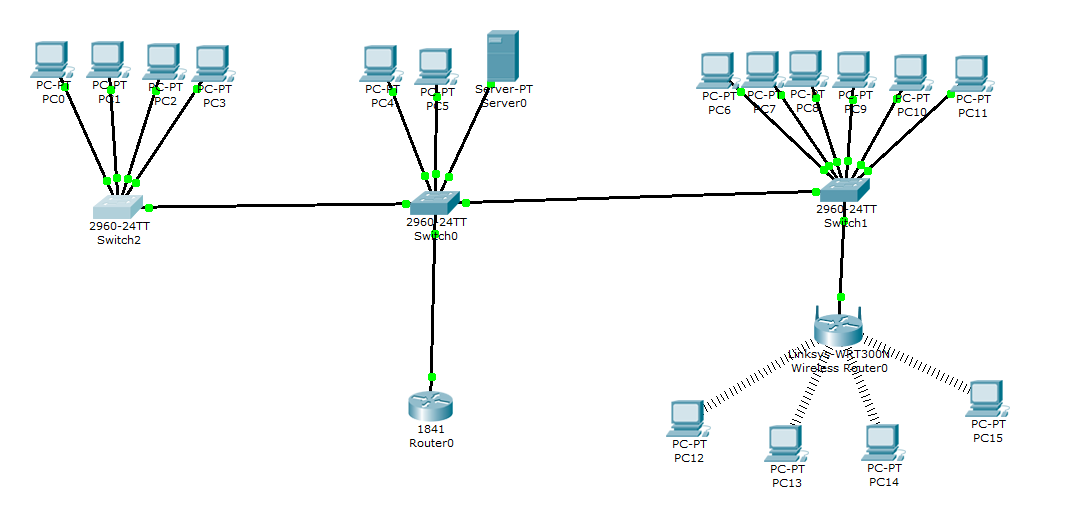 PC-PT
PC0
PC-PT
PC1
PC-PT
PC2
PC-PT
PC3
PC-PT
PC4
PC-PT
PC5
Server-PT
Server0
PC-PT
PC6
PC-PT
PC7
PC-PT
PC8
PC-PT
PC9
PC-PT
PC10
PC-PT
PC11
2960-24TT
Switch2
2960-24TT
Switch0
2960-24TT
Switch1
Linksys-WRT300N
Wireless Router0
1841
Router0
PC-PT
PC12
PC-PT
PC13
PC-PT
PC14
PC-PT
PC15